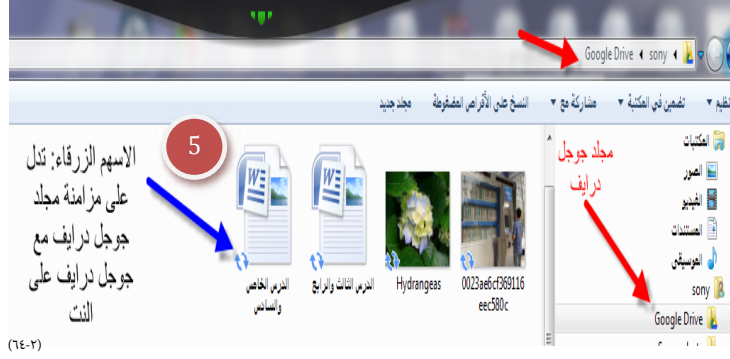 Google Drive ◄ sony ◄
تنظيم ▼ تضمين في المكتبة ▼ مشاركة مع ▼ النسخ على الأقراص المضغوطة مجلد جديد
المكتبات
الصور
الفيديو
المستندات
الموسيقى
sony
Google Drive
مجلد جوجل
درايف
0023ae6cf369116
eec580c
Hydrangeas
الدرس الثالث والرابع
الدرس الخامس
والسادس
5
الاسهم الزرقاء: تدل
على مزامنة مجلد
جوجل درايف مع
جوجل درايف على
النت
(٢-٦٤)